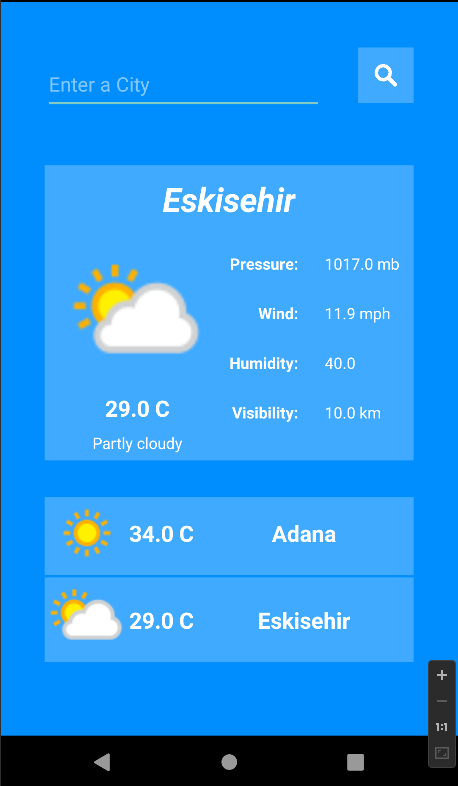 Enter a City
Eskisehir
Pressure: 1017.0 mb
Wind: 11.9 mph
Humidity: 40.0
Visibility: 10.0 km
29.0 C
Partly cloudy
34.0 C Adana
29.0 C Eskisehir
1:1